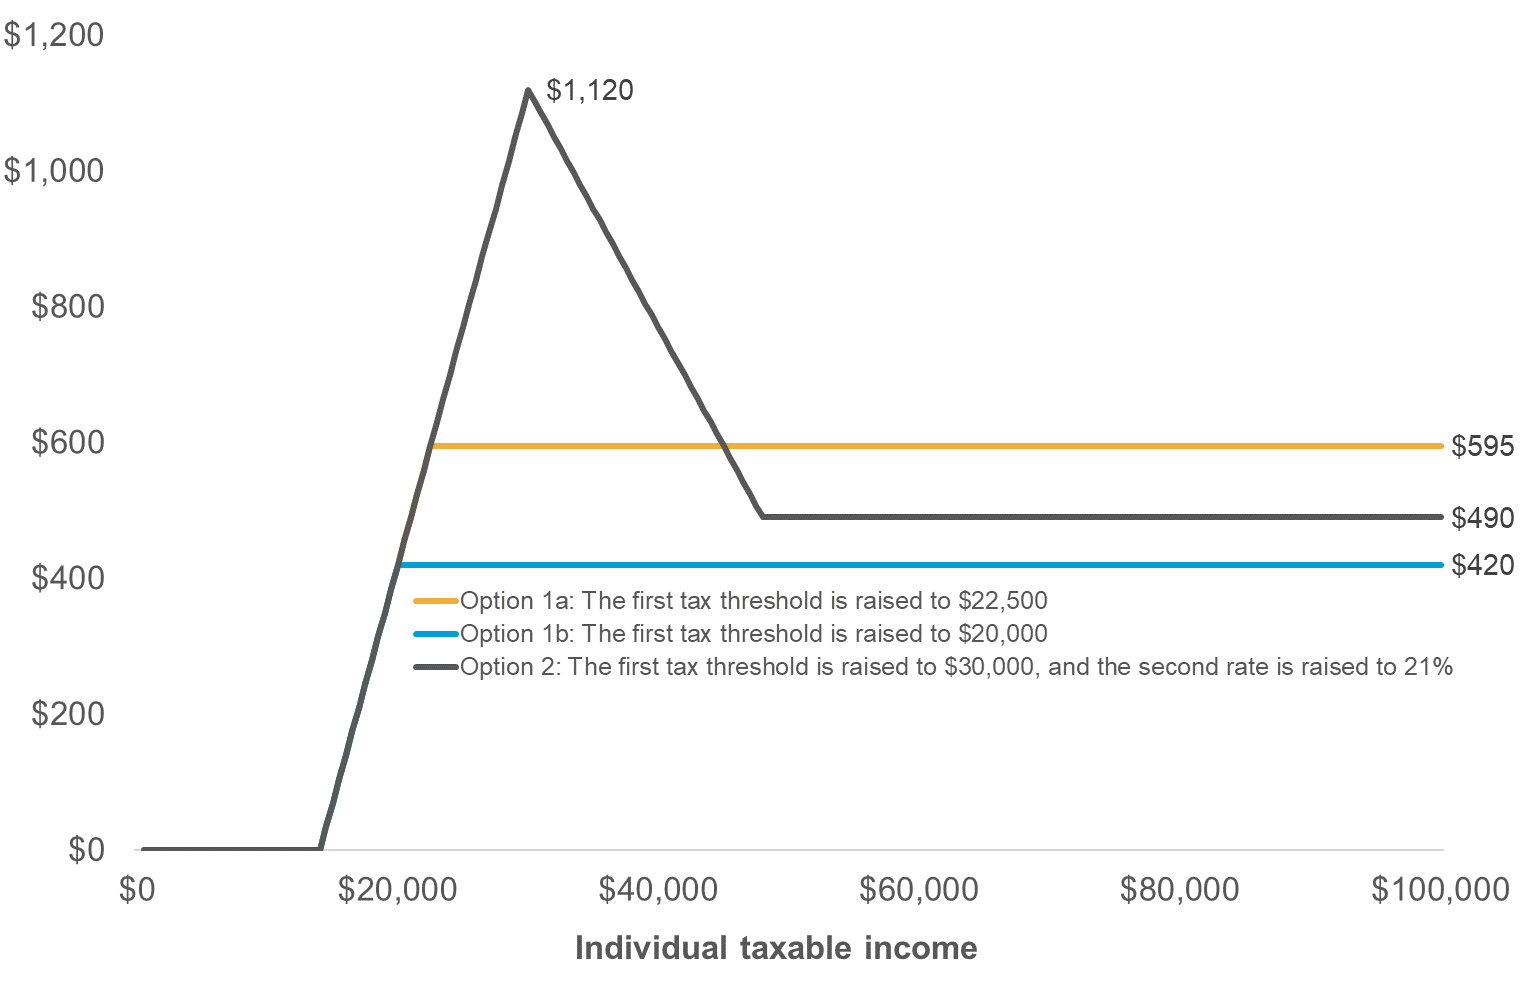 $1,200
$1,120
$1,000
$800
$600
$595
$490
$420
$400
Option 1a: The first tax threshold is raised to $22,500
Option 1b: The first tax threshold is raised to $20,000
Option 2: The first tax threshold is raised to $30,000, and the second rate is raised to 21%
$200
$0
$0 $20,000 $40,000 $60,000 $80,000 $100,000
Individual taxable income